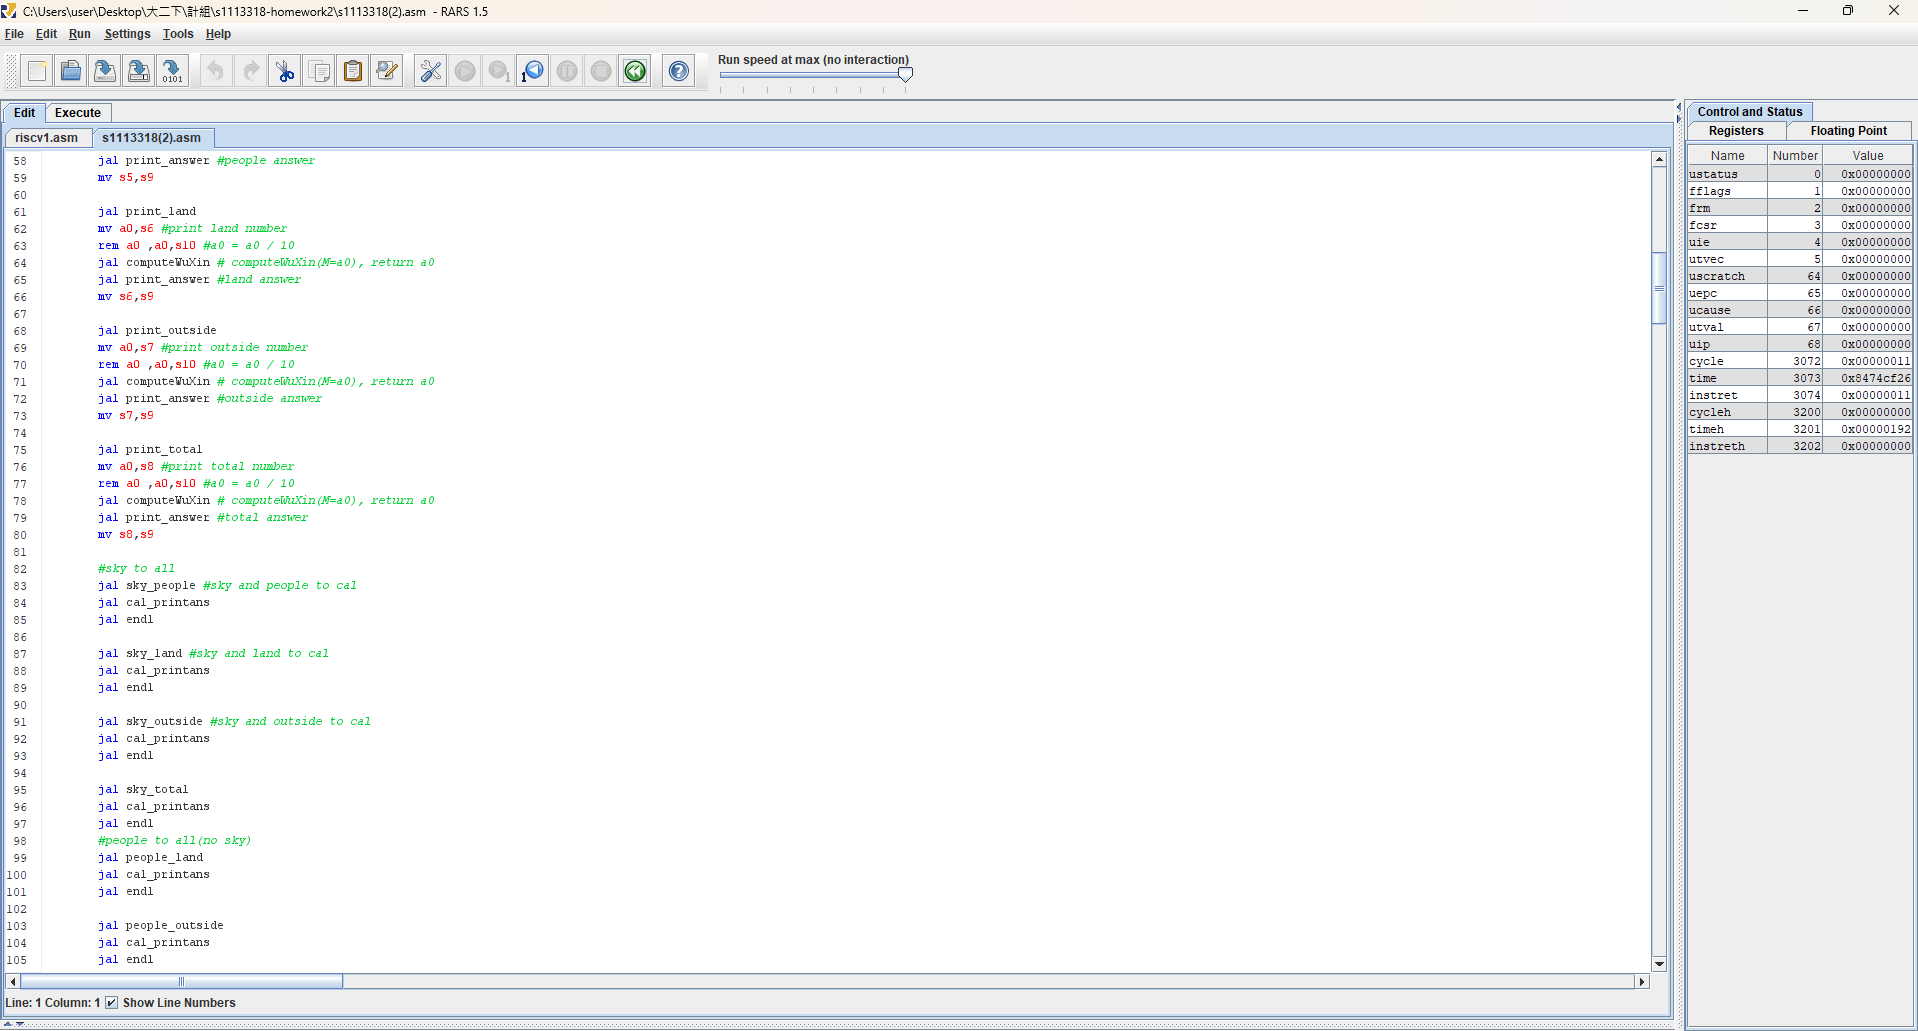 C:\Users\user\Desktop\大二下\計組\s1113318-homework2\s1113318(2).asm - RARS 1.5
File Edit Run Settings Tools Help
Run speed at max (no interaction)
Edit Execute
riscv1.asm s1113318(2).asm
58 jal print_answer #people answer
59 mv s5,s9
60
61 jal print_land
62 mv a0,s6 #print land number
63 rem a0 ,a0,s10 #a0 = a0 / 10
64 jal computeWuXin # computeWuXin(M=a0), return a0
65 jal print_answer #land answer
66 mv s6,s9
67
68 jal print_outside
69 mv a0,s7 #print outside number
70 rem a0 ,a0,s10 #a0 = a0 / 10
71 jal computeWuXin # computeWuXin(M=a0), return a0
72 jal print_answer #outside answer
73 mv s7,s9
74
75 jal print_total
76 mv a0,s8 #print total number
77 rem a0 ,a0,s10 #a0 = a0 / 10
78 jal computeWuXin # computeWuXin(M=a0), return a0
79 jal print_answer #total answer
80 mv s8,s9
81
82 #sky to all
83 jal sky_people #sky and people to cal
84 jal cal_printans
85 jal endl
86
87 jal sky_land #sky and land to cal
88 jal cal_printans
89 jal endl
90
91 jal sky_outside #sky and outside to cal
92 jal cal_printans
93 jal endl
94
95 jal sky_total
96 jal cal_printans
97 jal endl
98 #people to all(no sky)
99 jal people_land
100 jal cal_printans
101 jal endl
102
103 jal people_outside
104 jal cal_printans
105 jal endl
Line: 1 Column: 1 Show Line Numbers
Control and Status
Registers Floating Point
Name Number Value
ustatus 0 0x00000000
fflags 1 0x00000000
frm 2 0x00000000
fcsr 3 0x00000000
uie 4 0x00000000
utvec 5 0x00000000
uscratch 64 0x00000000
uepc 65 0x00000000
ucause 66 0x00000000
utval 67 0x00000000
uip 68 0x00000000
cycle 3072 0x00000011
time 3073 0x8474cf26
instret 3074 0x00000011
cycleh 3200 0x00000000
timeh 3201 0x00000192
instreth 3202 0x00000000